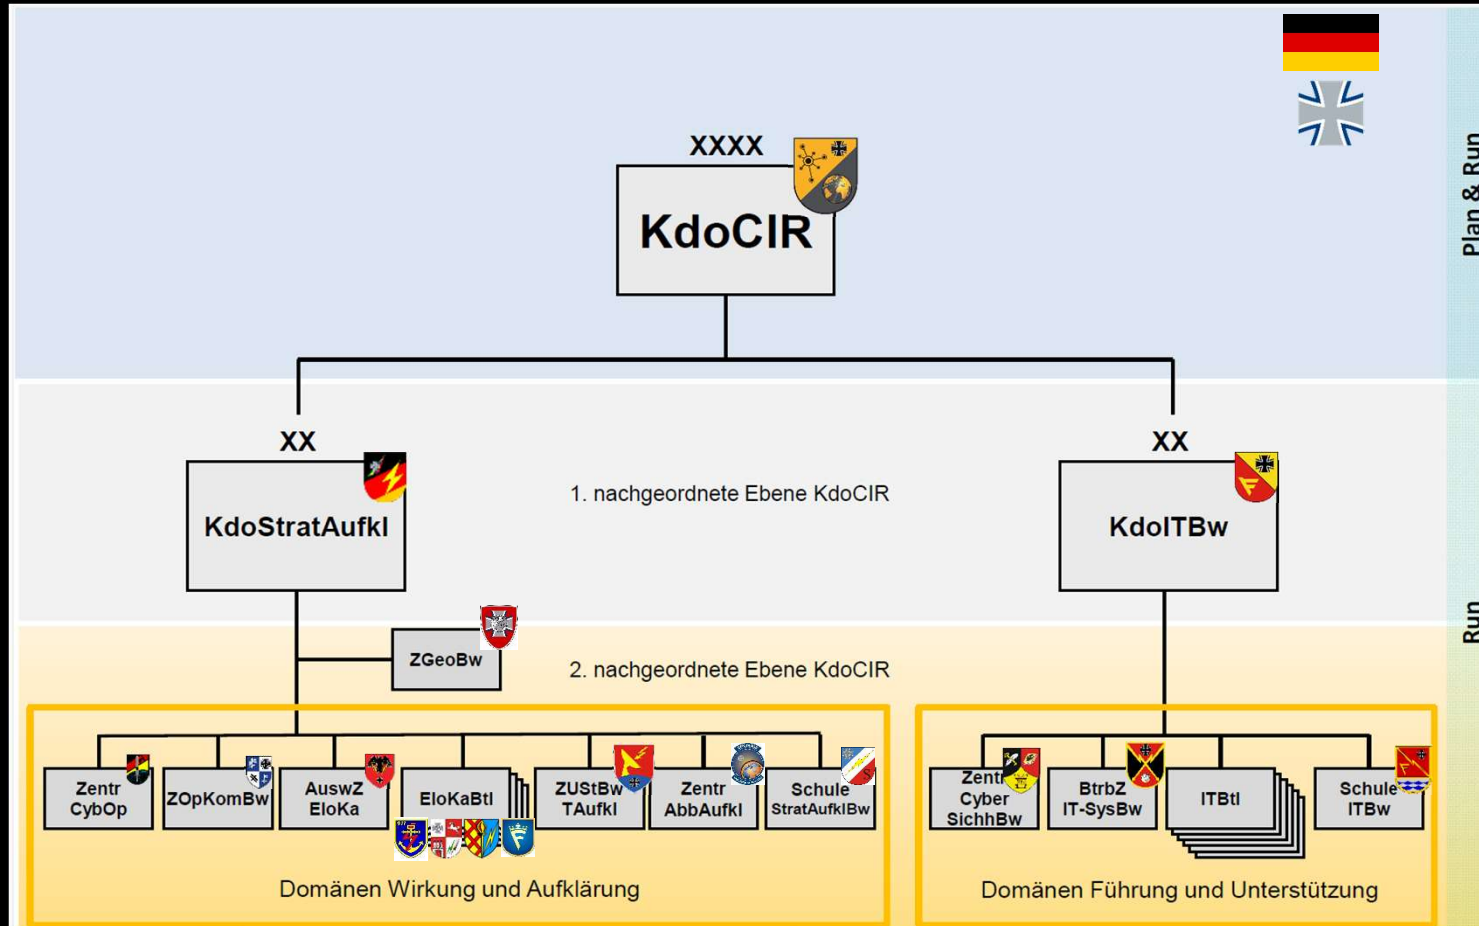 Plan & Run
XXXX
KdoCIR
XX
KdoStratAufkl
1. nachgeordnete Ebene KdoCIR
XX
KdoITBw
Run
ZGeoBw
2. nachgeordnete Ebene KdoCIR
Zentr
CybOp
ZOpKomBw
AuswZ
EloKa
EloKaBtl
ZUStBw
TAufkl
Zentr
AbbAufkl
Schule
StratAufklBw
Domänen Wirkung und Aufklärung
Zentr
Cyber
SichhBw
BtrbZ
IT-SysBw
ITBtl
Schule
ITBw
Domänen Führung und Unterstützung